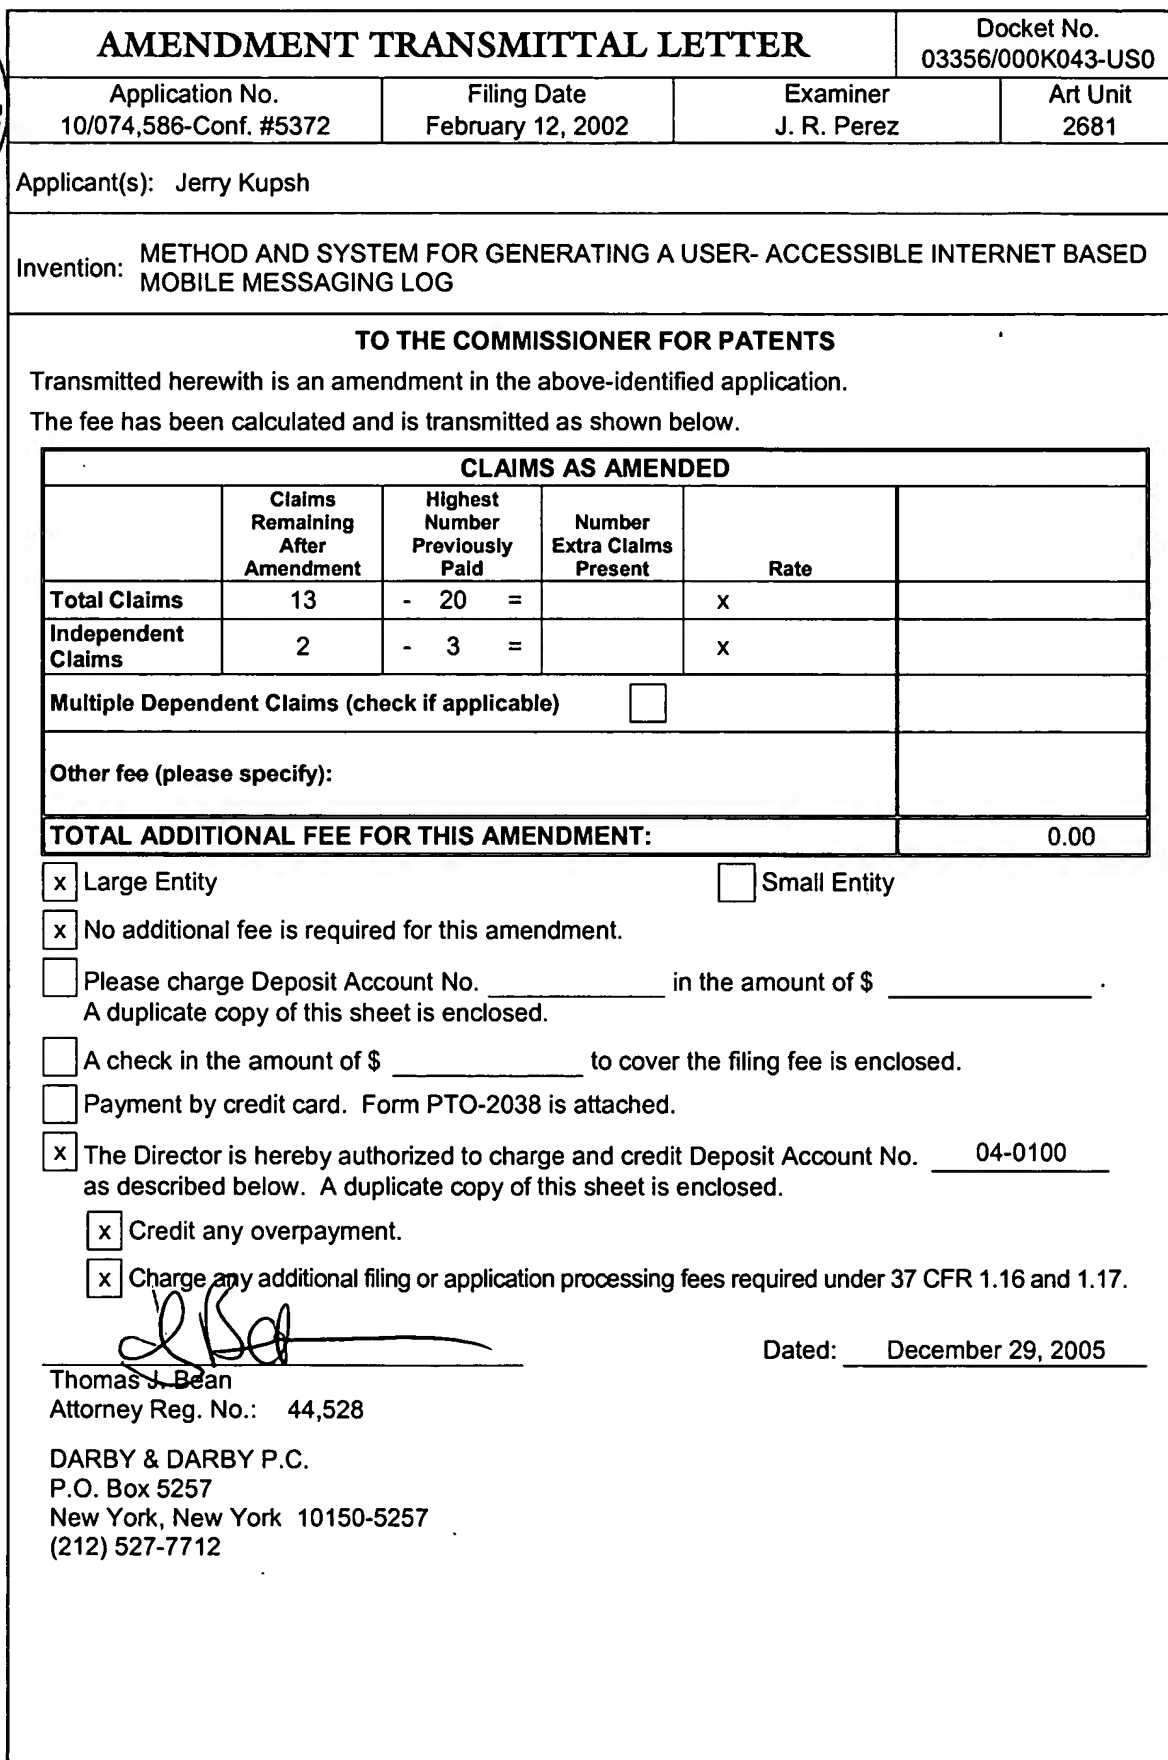 AMENDMENT TRANSMITTAL LETTER
Docket No.
03356/000K043-US0
Application No.
10/074,586-Conf. #5372
Filing Date
February 12, 2002
Examiner
J. R. Perez
Art Unit
2681
Applicant(s): Jerry Kupsh
Invention: METHOD AND SYSTEM FOR GENERATING A USER- ACCESSIBLE INTERNET BASED
MOBILE MESSAGING LOG
TO THE COMMISSIONER FOR PATENTS
Transmitted herewith is an amendment in the above-identified application.
The fee has been calculated and is transmitted as shown below.
CLAIMS AS AMENDED
Claims
Remaining
After
Amendment
Highest
Number
Previously
Paid
Number
Extra Claims
Present
Rate
Total Claims 13 - 20 = x
Independent
Claims 2 - 3 = x
Multiple Dependent Claims (check if applicable)
Other fee (please specify):
TOTAL ADDITIONAL FEE FOR THIS AMENDMENT: 0.00
x Large Entity Small Entity
x No additional fee is required for this amendment.
Please charge Deposit Account No. in the amount of $ .
A duplicate copy of this sheet is enclosed.
A check in the amount of $ to cover the filing fee is enclosed.
Payment by credit card. Form PTO-2038 is attached.
x The Director is hereby authorized to charge and credit Deposit Account No. 04-0100
as described below. A duplicate copy of this sheet is enclosed.
x Credit any overpayment.
x Charge any additional filing or application processing fees required under 37 CFR 1.16 and 1.17.
Dated: December 29, 2005
Thomas J. Bean
Attorney Reg. No.: 44,528
DARBY & DARBY P.C.
P.O. Box 5257
New York, New York 10150-5257
(212) 527-7712